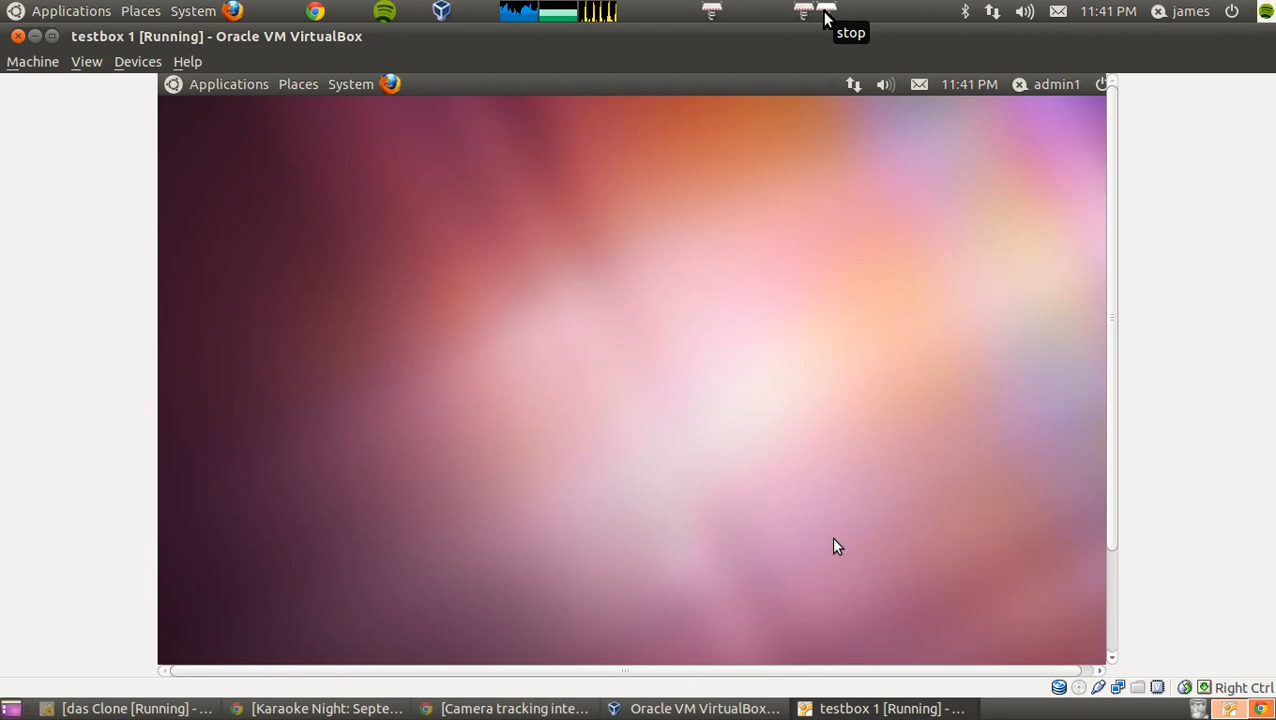 Applications Places System 11:41 PM james
stop
testbox 1 [Running] - Oracle VM VirtualBox
Machine View Devices Help
Applications Places System 11:41 PM admin1
Right Ctrl
[das Clone [Running] - ... [Karaoke Night: Septe... [Camera tracking inte... Oracle VM VirtualBox... testbox 1 [Running] - ...